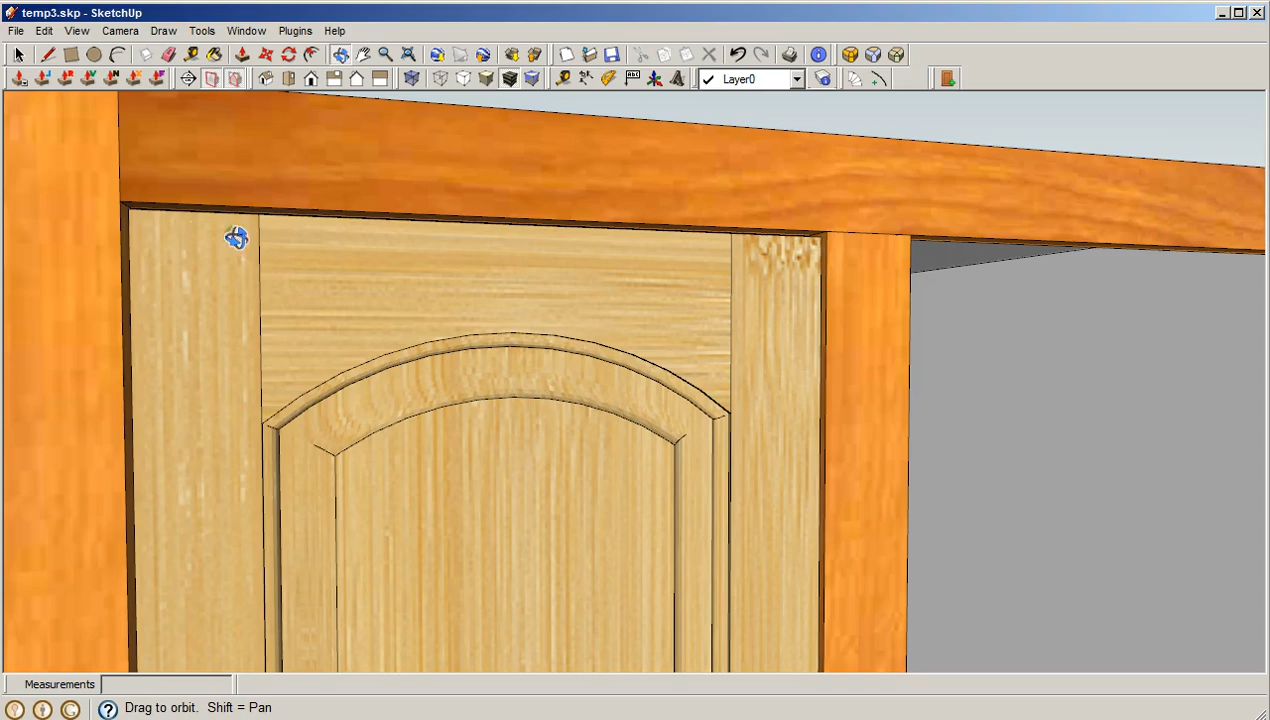 temp3.skp - SketchUp
File Edit View Camera Draw Tools Window Plugins Help
Layer0
Measurements
Drag to orbit. Shift = Pan